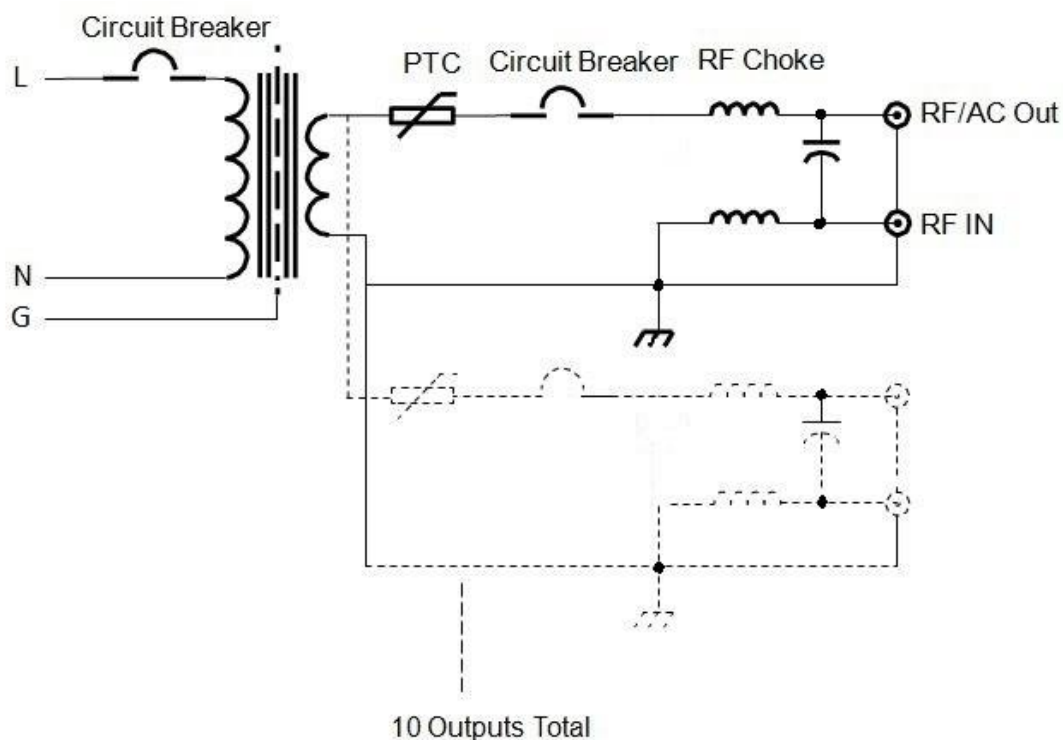 Circuit Breaker
L
PTC
Circuit Breaker
RF Choke
RF/AC Out
RF IN
N
G
10 Outputs Total